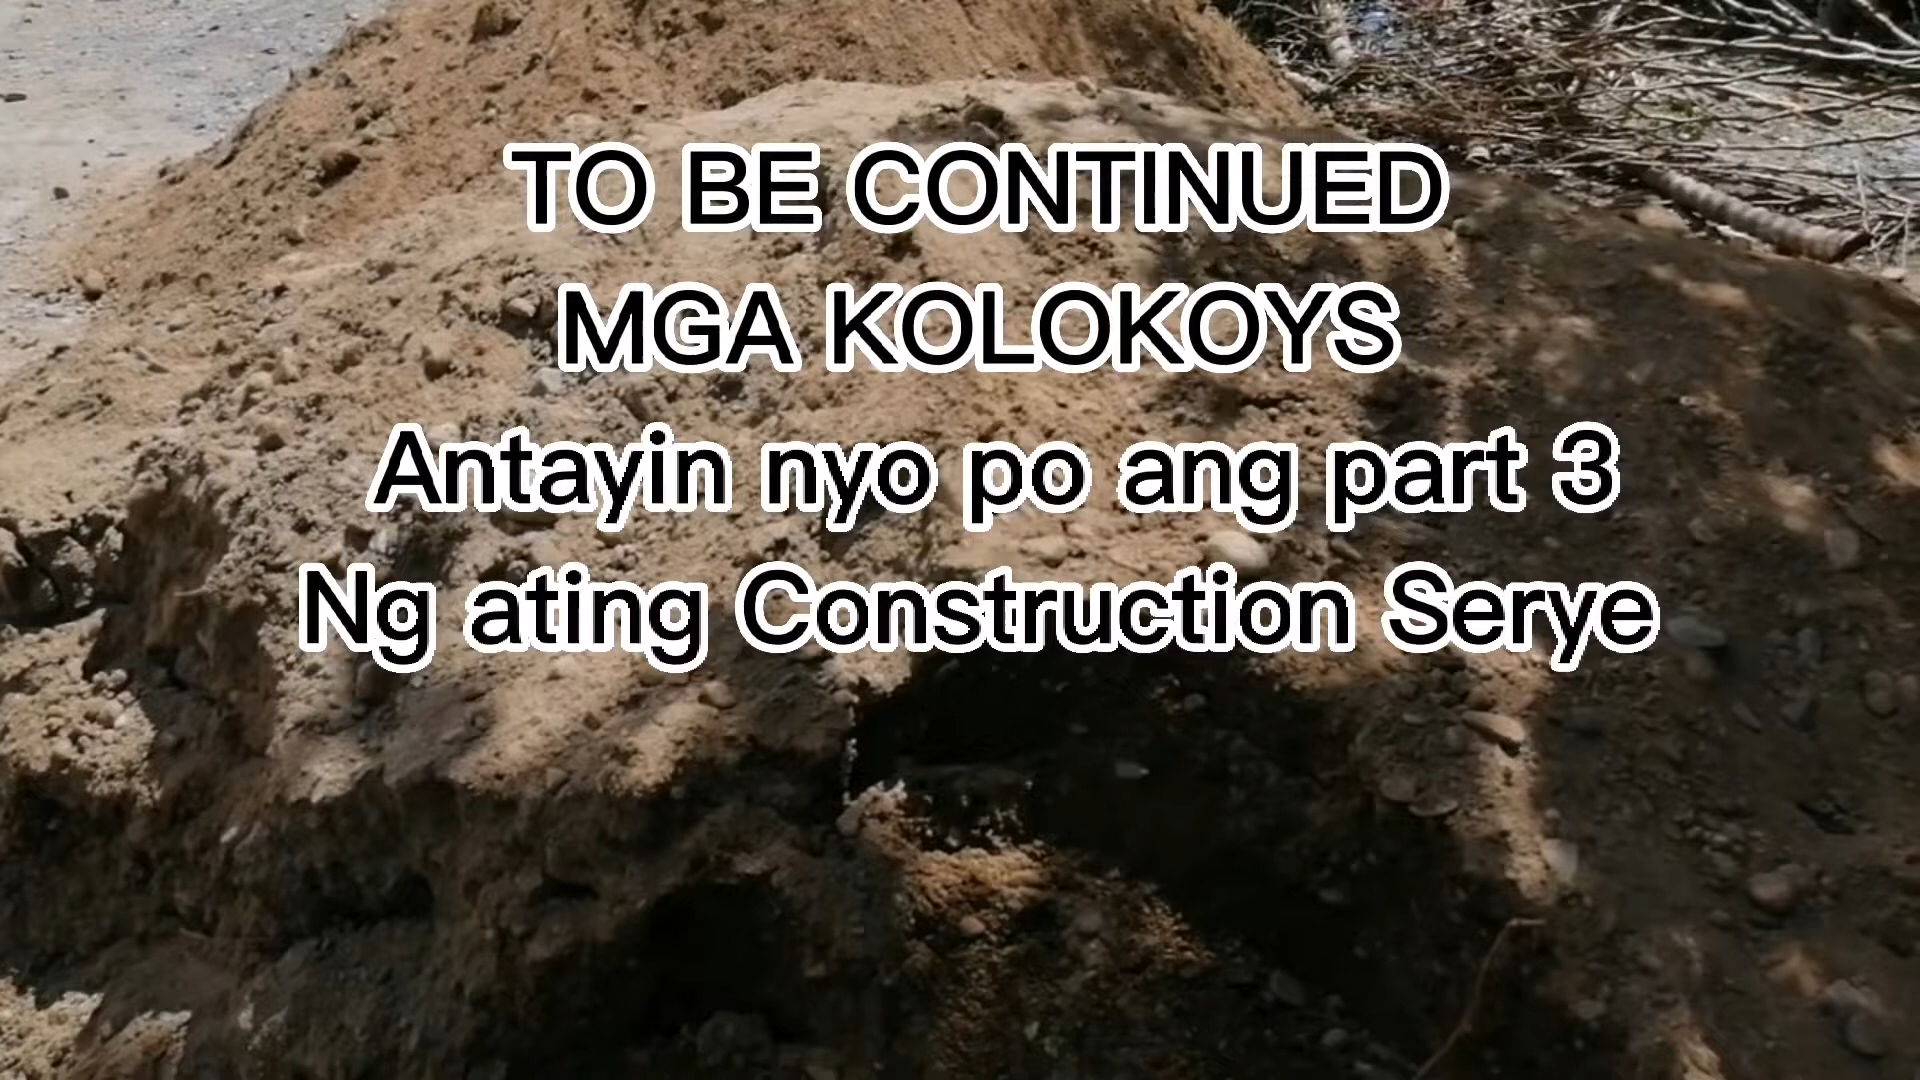 TO BE CONTINUED
MGA KOLOKOYS
Antayin nyo po ang part 3
Ng ating Construction Serye